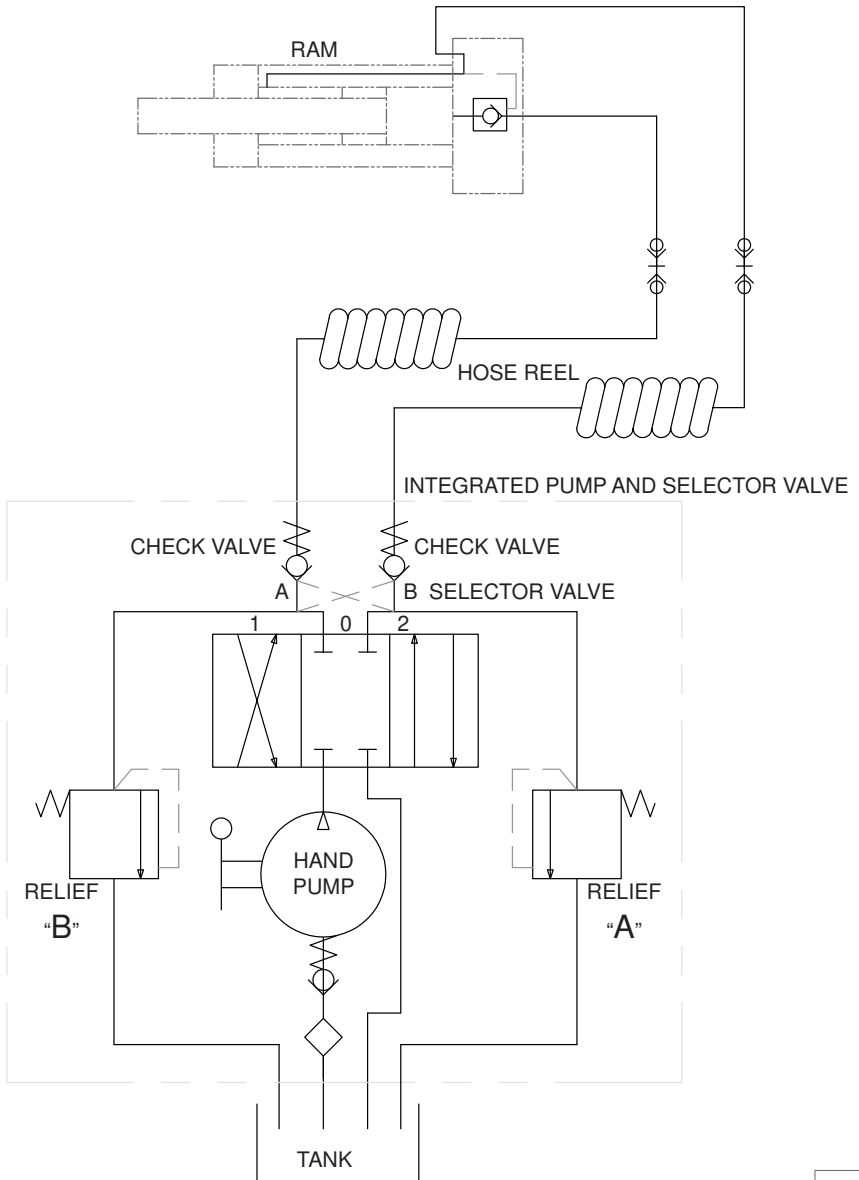 RAM
HOSE REEL
INTEGRATED PUMP AND SELECTOR VALVE
CHECK VALVE
CHECK VALVE
A
B SELECTOR VALVE
1 0 2
HAND
PUMP
RELIEF
“B”
RELIEF
“A”
TANK